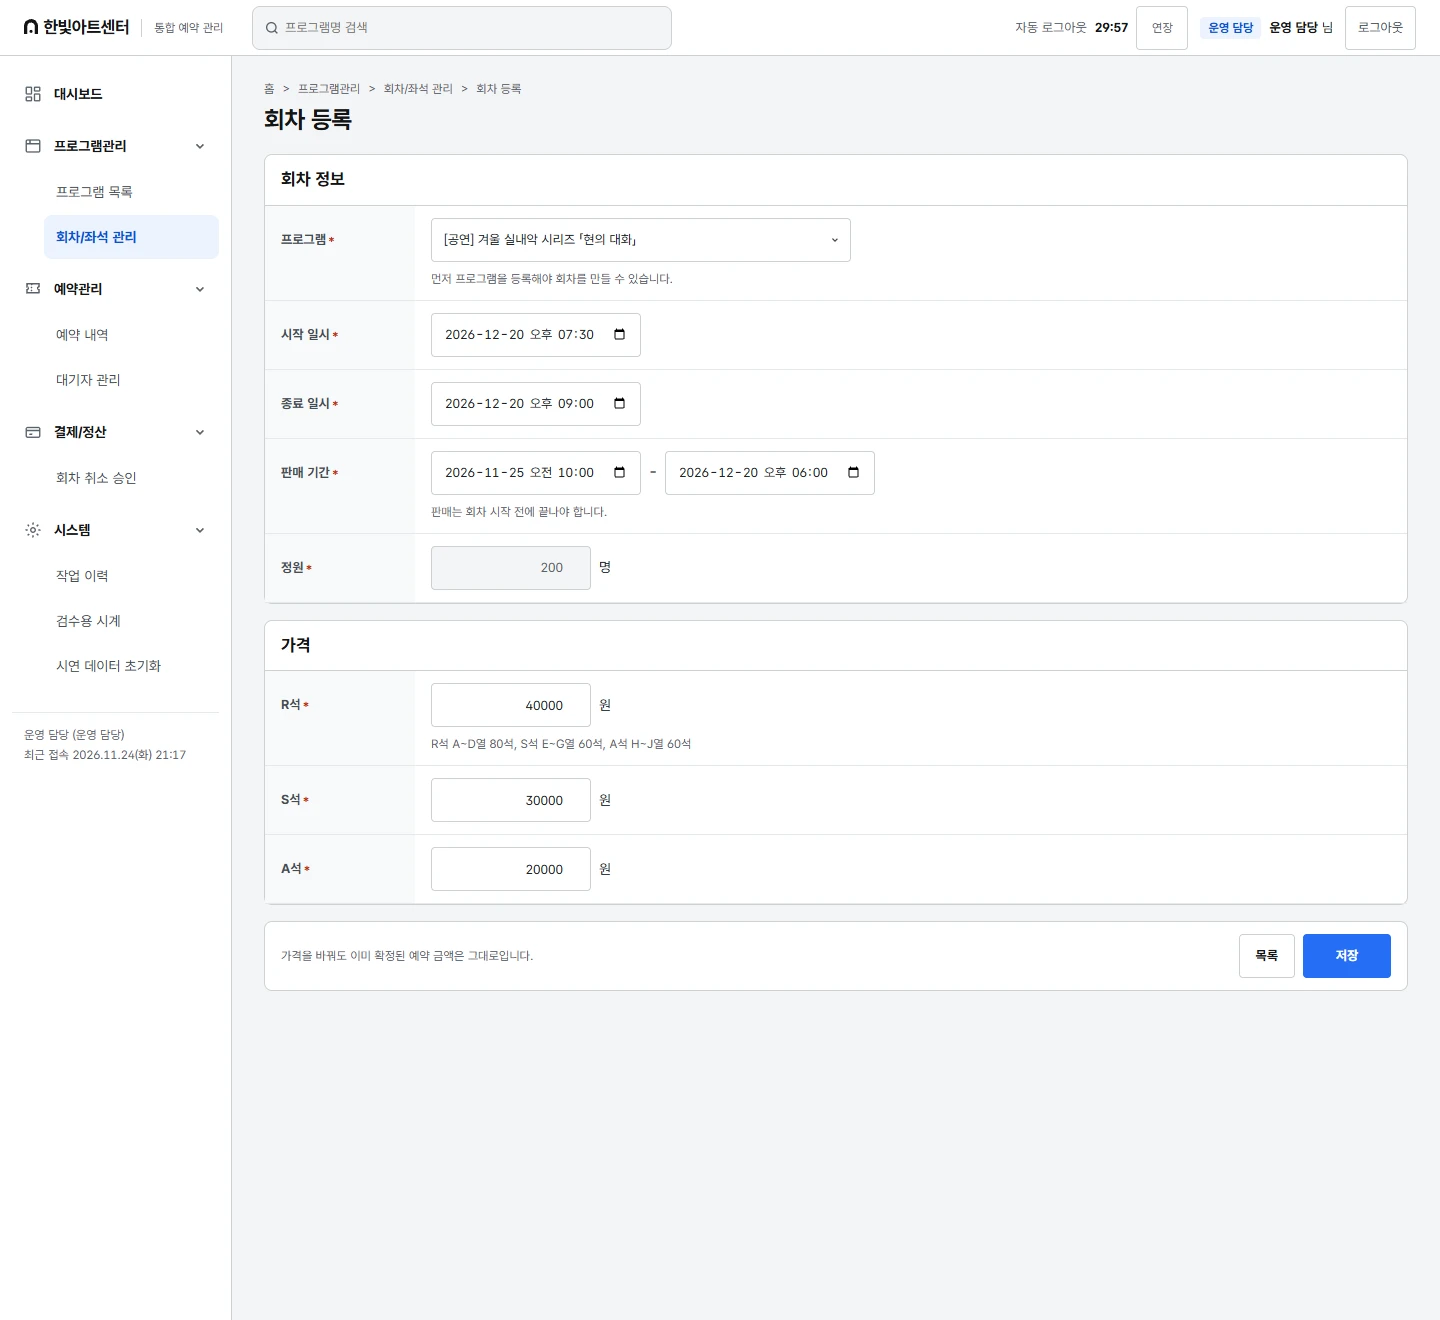 한빛아트센터
통합 예약 관리
프로그램명 검색
자동 로그아웃 29:57
연장
운영 담당
운영 담당 님
로그아웃
대시보드
프로그램관리
프로그램 목록
회차/좌석 관리
예약관리
예약 내역
대기자 관리
결제/정산
회차 취소 승인
시스템
작업 이력
검수용 시계
시연 데이터 초기화
운영 담당 (운영 담당)
최근 접속 2026.11.24(화) 21:17
홈 > 프로그램관리 > 회차/좌석 관리 > 회차 등록
회차 등록
회차 정보
프로그램*
[공연] 겨울 실내악 시리즈 「현의 대화」
먼저 프로그램을 등록해야 회차를 만들 수 있습니다.
시작 일시*
2026-12-20 오후 07:30
종료 일시*
2026-12-20 오후 09:00
판매 기간*
2026-11-25 오전 10:00 - 2026-12-20 오후 06:00
판매는 회차 시작 전에 끝나야 합니다.
정원*
200 명
가격
R석*
40000 원
R석 A~D열 80석, S석 E~G열 60석, A석 H~J열 60석
S석*
30000 원
A석*
20000 원
가격을 바꿔도 이미 확정된 예약 금액은 그대로입니다.
목록
저장